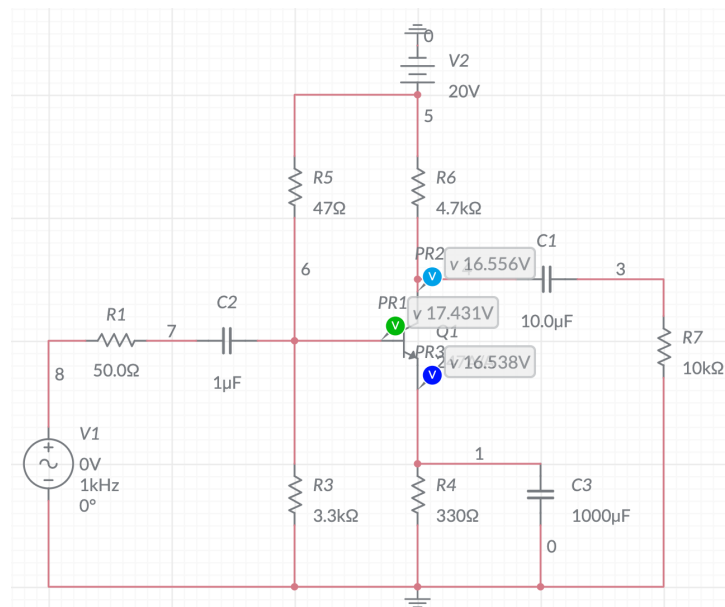 0
V2
20V
5
R5
47Ω
R6
4.7kΩ
6
PR2
v 16.556V
C1
10.0µF
3
R1
50.0Ω
7
C2
1µF
PR1
v 17.431V
Q1
PR3
v 16.538V
R7
10kΩ
8
V1
0V
1kHz
0°
R3
3.3kΩ
1
R4
330Ω
C3
1000µF
0